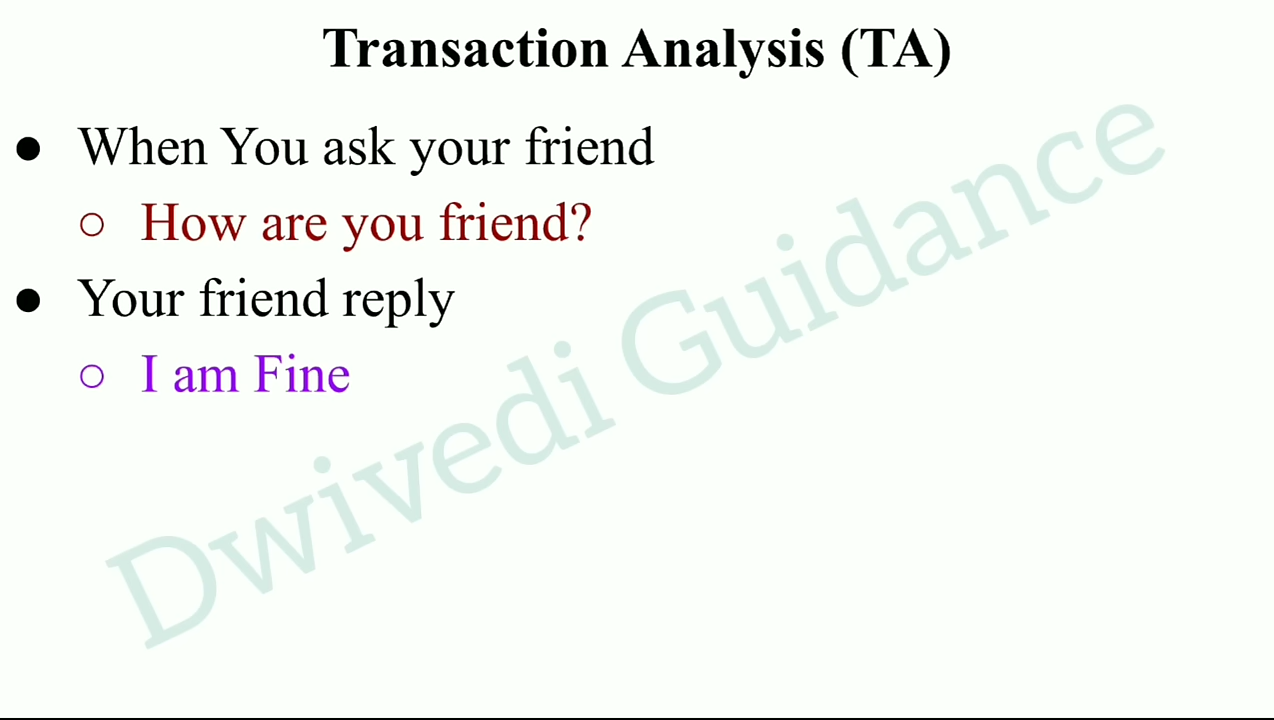 Transaction Analysis (TA)
● When You ask your friend
○ How are you friend?
● Your friend reply
○ I am Fine
Dwivedi Guidance